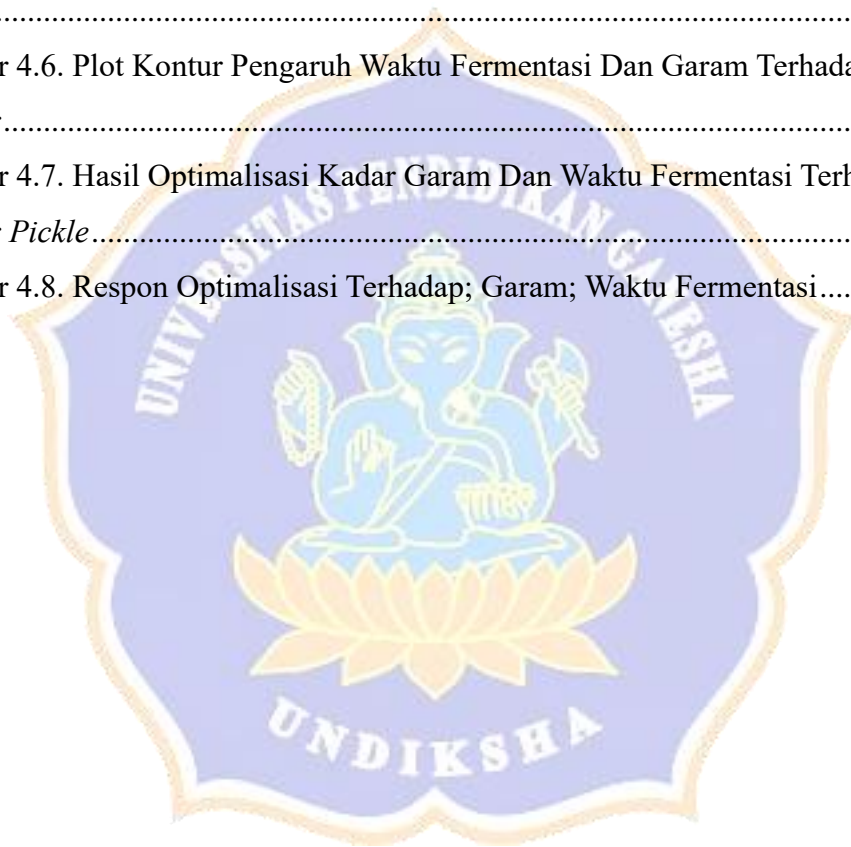 ................................................................................
r 4.6. Plot Kontur Pengaruh Waktu Fermentasi Dan Garam Terhada
................................................................................
r 4.7. Hasil Optimalisasi Kadar Garam Dan Waktu Fermentasi Terh
Pickle................................................................................
r 4.8. Respon Optimalisasi Terhadap; Garam; Waktu Fermentasi....
UNIVERSITAS PENDIDIKAN GANESHA
UNDIKSHA